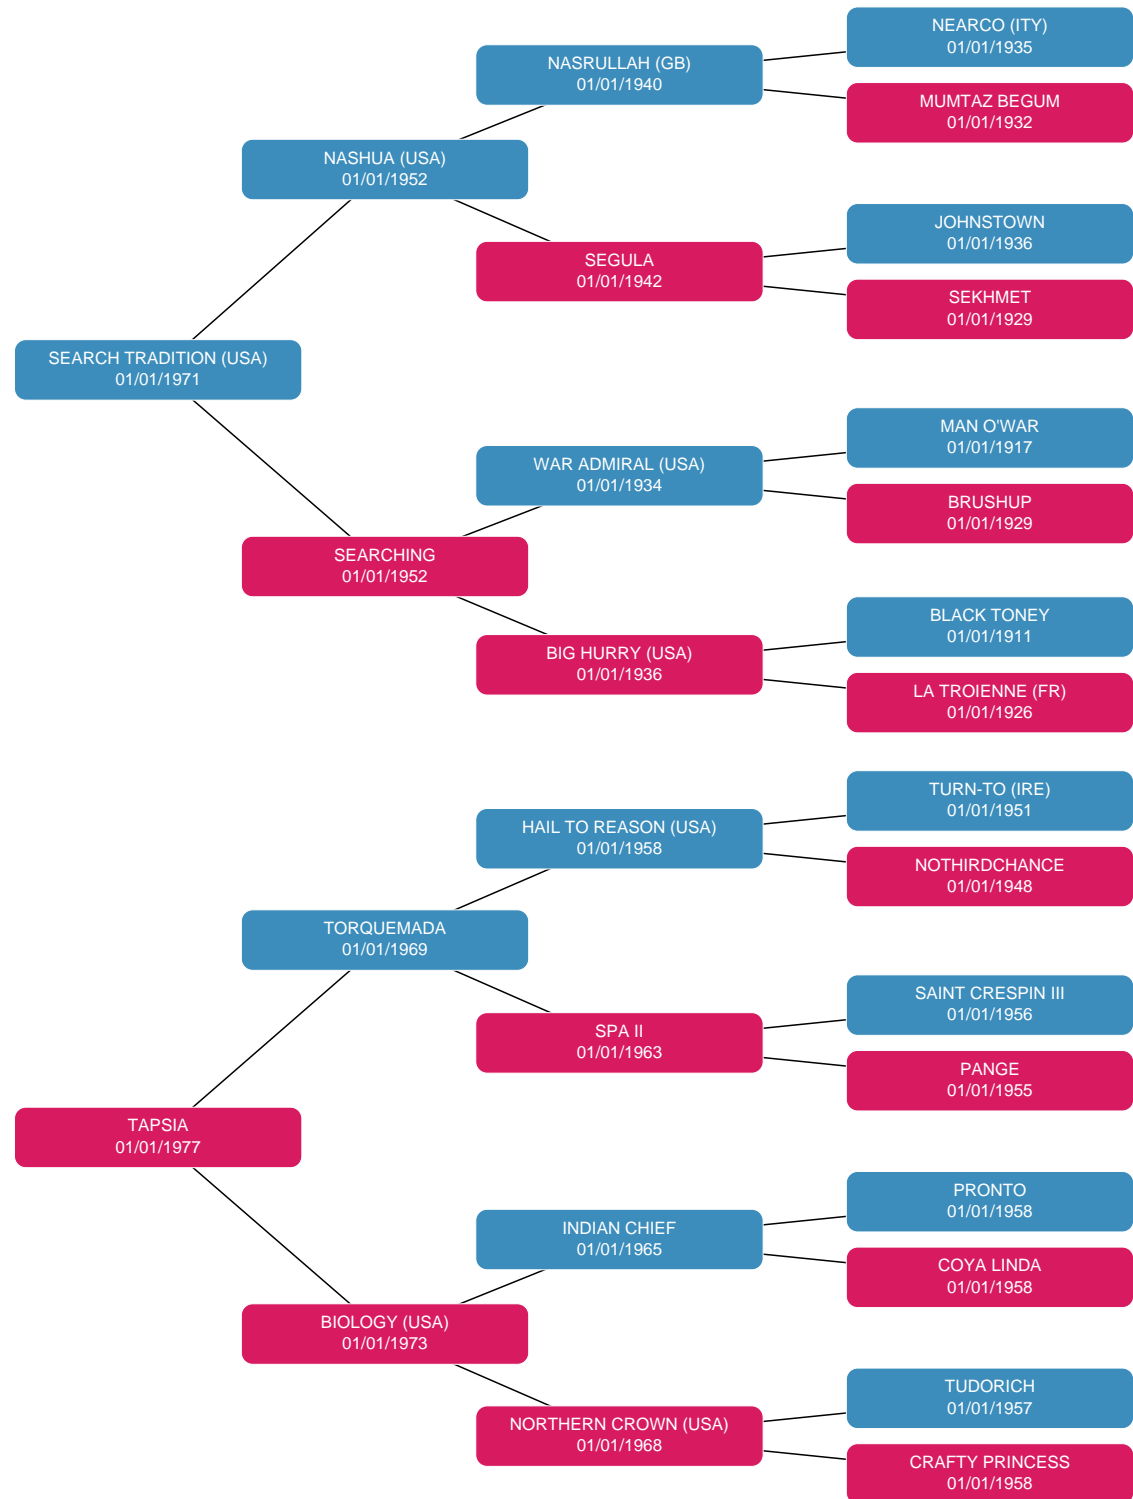 NEARCO (ITY)
01/01/1935
NASRULLAH (GB)
01/01/1940
MUMTAZ BEGUM
01/01/1932
NASHUA (USA)
01/01/1952
JOHNSTOWN
01/01/1936
SEGULA
01/01/1942
SEKHMET
01/01/1929
SEARCH TRADITION (USA)
01/01/1971
MAN O'WAR
01/01/1917
WAR ADMIRAL (USA)
01/01/1934
BRUSHUP
01/01/1929
SEARCHING
01/01/1952
BLACK TONEY
01/01/1911
BIG HURRY (USA)
01/01/1936
LA TROIENNE (FR)
01/01/1926
TURN-TO (IRE)
01/01/1951
HAIL TO REASON (USA)
01/01/1958
NOTHIRDCHANCE
01/01/1948
TORQUEMADA
01/01/1969
SAINT CRESPIN III
01/01/1956
SPA II
01/01/1963
PANGE
01/01/1955
TAPSIA
01/01/1977
PRONTO
01/01/1958
INDIAN CHIEF
01/01/1965
COYA LINDA
01/01/1958
BIOLOGY (USA)
01/01/1973
TUDORICH
01/01/1957
NORTHERN CROWN (USA)
01/01/1968
CRAFTY PRINCESS
01/01/1958